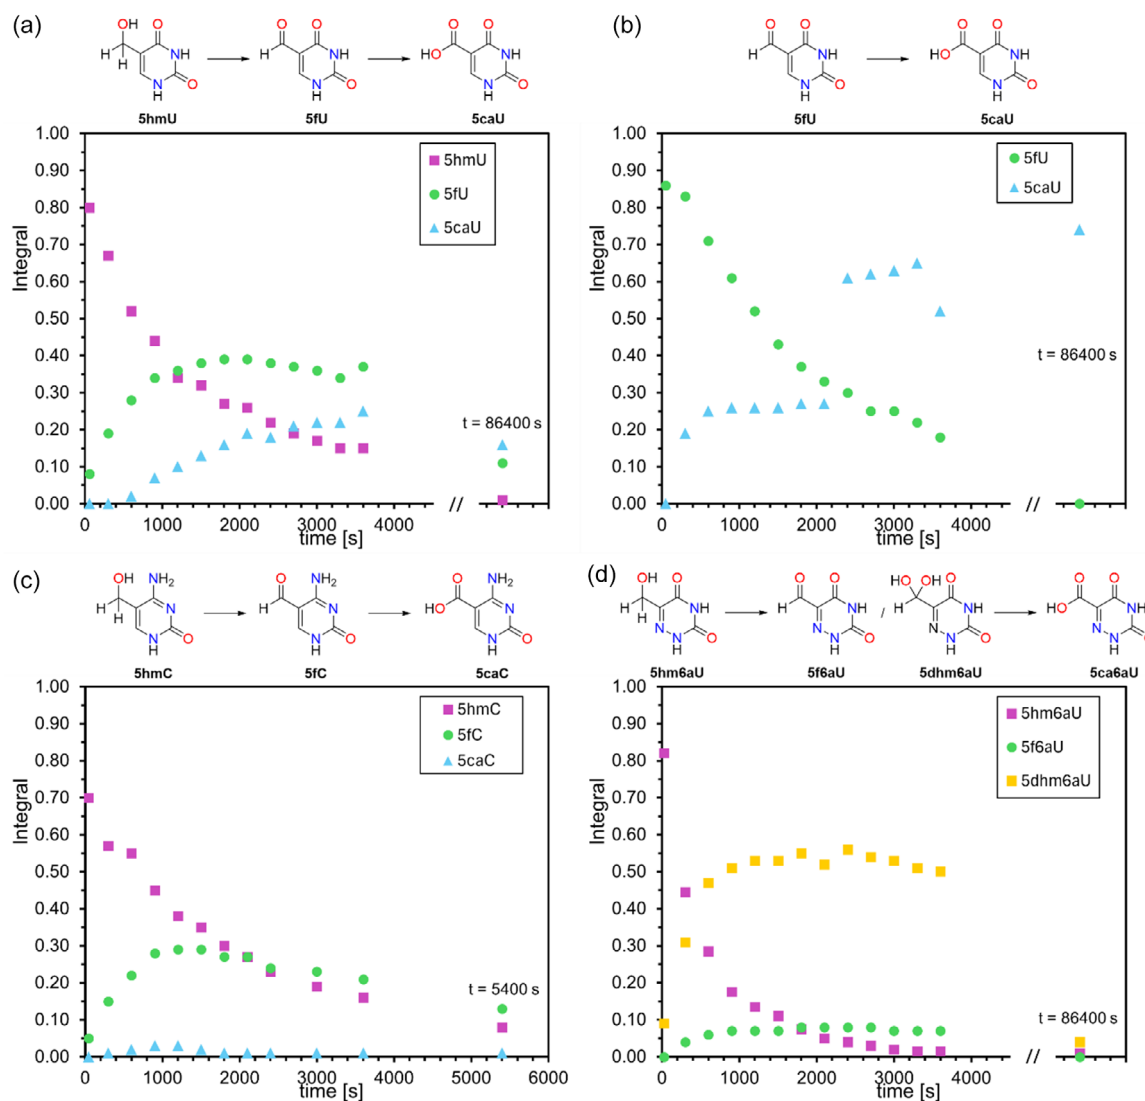 (a)
OH O
H
H
NH
N
H
O
5hmU
O O
H
NH
N
H
O
5fU
O O
HO
NH
N
H
O
5caU
1.00
0.90
0.80
0.70
0.60
0.50
0.40
0.30
0.20
0.10
0.00
Integral
5hmU
5fU
5caU
t = 86400 s
0 1000 2000 3000 4000 //
time [s]
(b)
O O
H
NH
N
H
O
5fU
O O
HO
NH
N
H
O
5caU
1.00
0.90
0.80
0.70
0.60
0.50
0.40
0.30
0.20
0.10
0.00
Integral
5fU
5caU
t = 86400 s
0 1000 2000 3000 4000 //
time [s]
(c)
OH NH2
H
H
N
N
H
O
5hmC
O NH2
H
N
N
H
O
5fC
O NH2
HO
N
N
H
O
5caC
1.00
0.90
0.80
0.70
0.60
0.50
0.40
0.30
0.20
0.10
0.00
Integral
5hmC
5fC
5caC
t = 5400 s
0 1000 2000 3000 4000 5000 6000
time [s]
(d)
OH O
H
H
NH
N
N
H
O
5hm6aU
O O
H
NH
N
N
H
O
5f6aU
/
HO OH O
H
NH
N
N
H
O
5dhm6aU
O O
HO
NH
N
N
H
O
5ca6aU
1.00
0.90
0.80
0.70
0.60
0.50
0.40
0.30
0.20
0.10
0.00
Integral
5hm6aU
5f6aU
5dhm6aU
t = 86400 s
0 1000 2000 3000 4000 //
time [s]